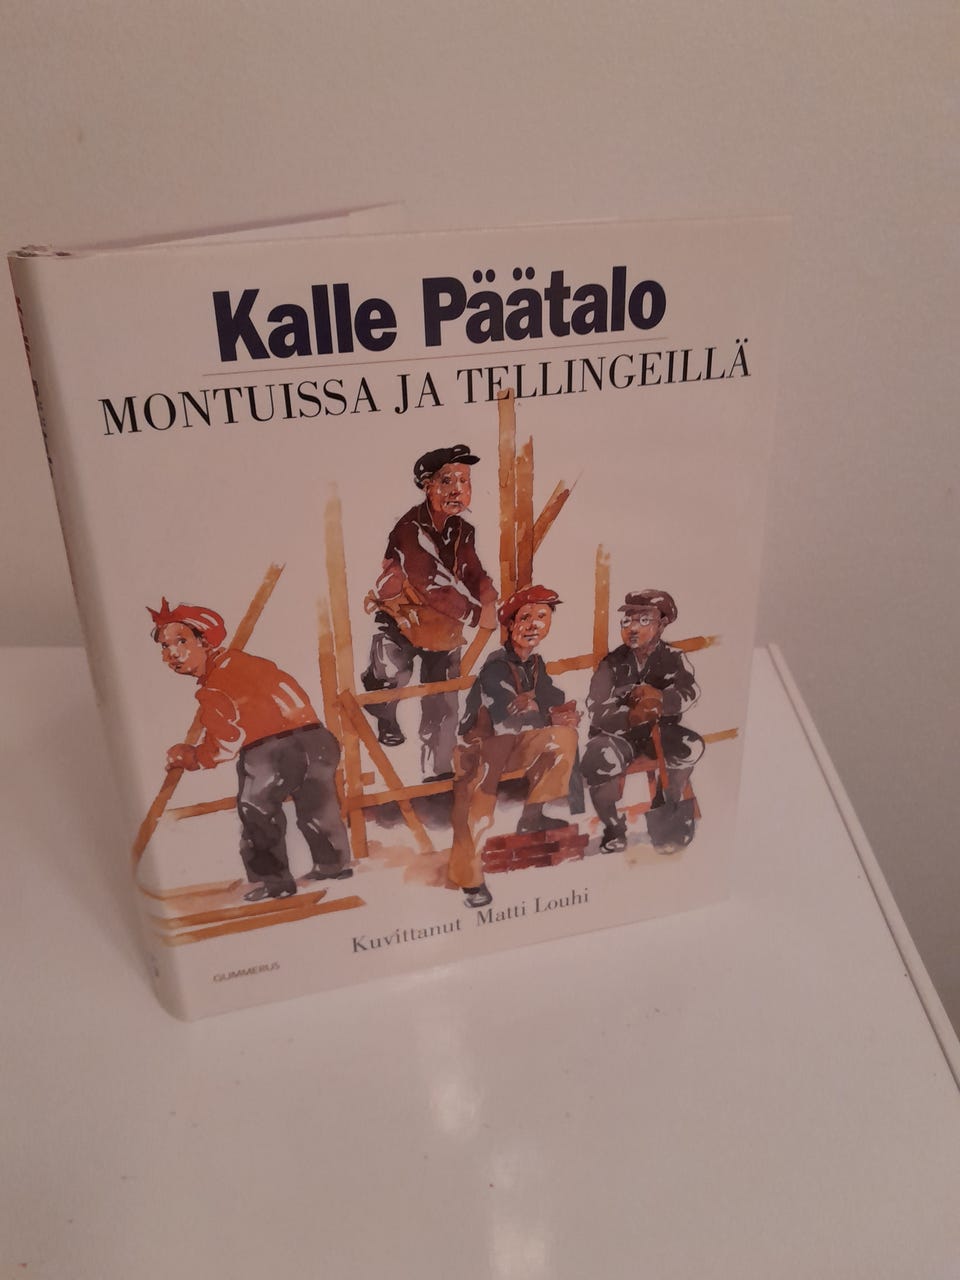 Kalle Päätalo
MONTUISSA JA TELLINGEILLÄ
Kuvittanut Matti Louhi
GUMMERUS